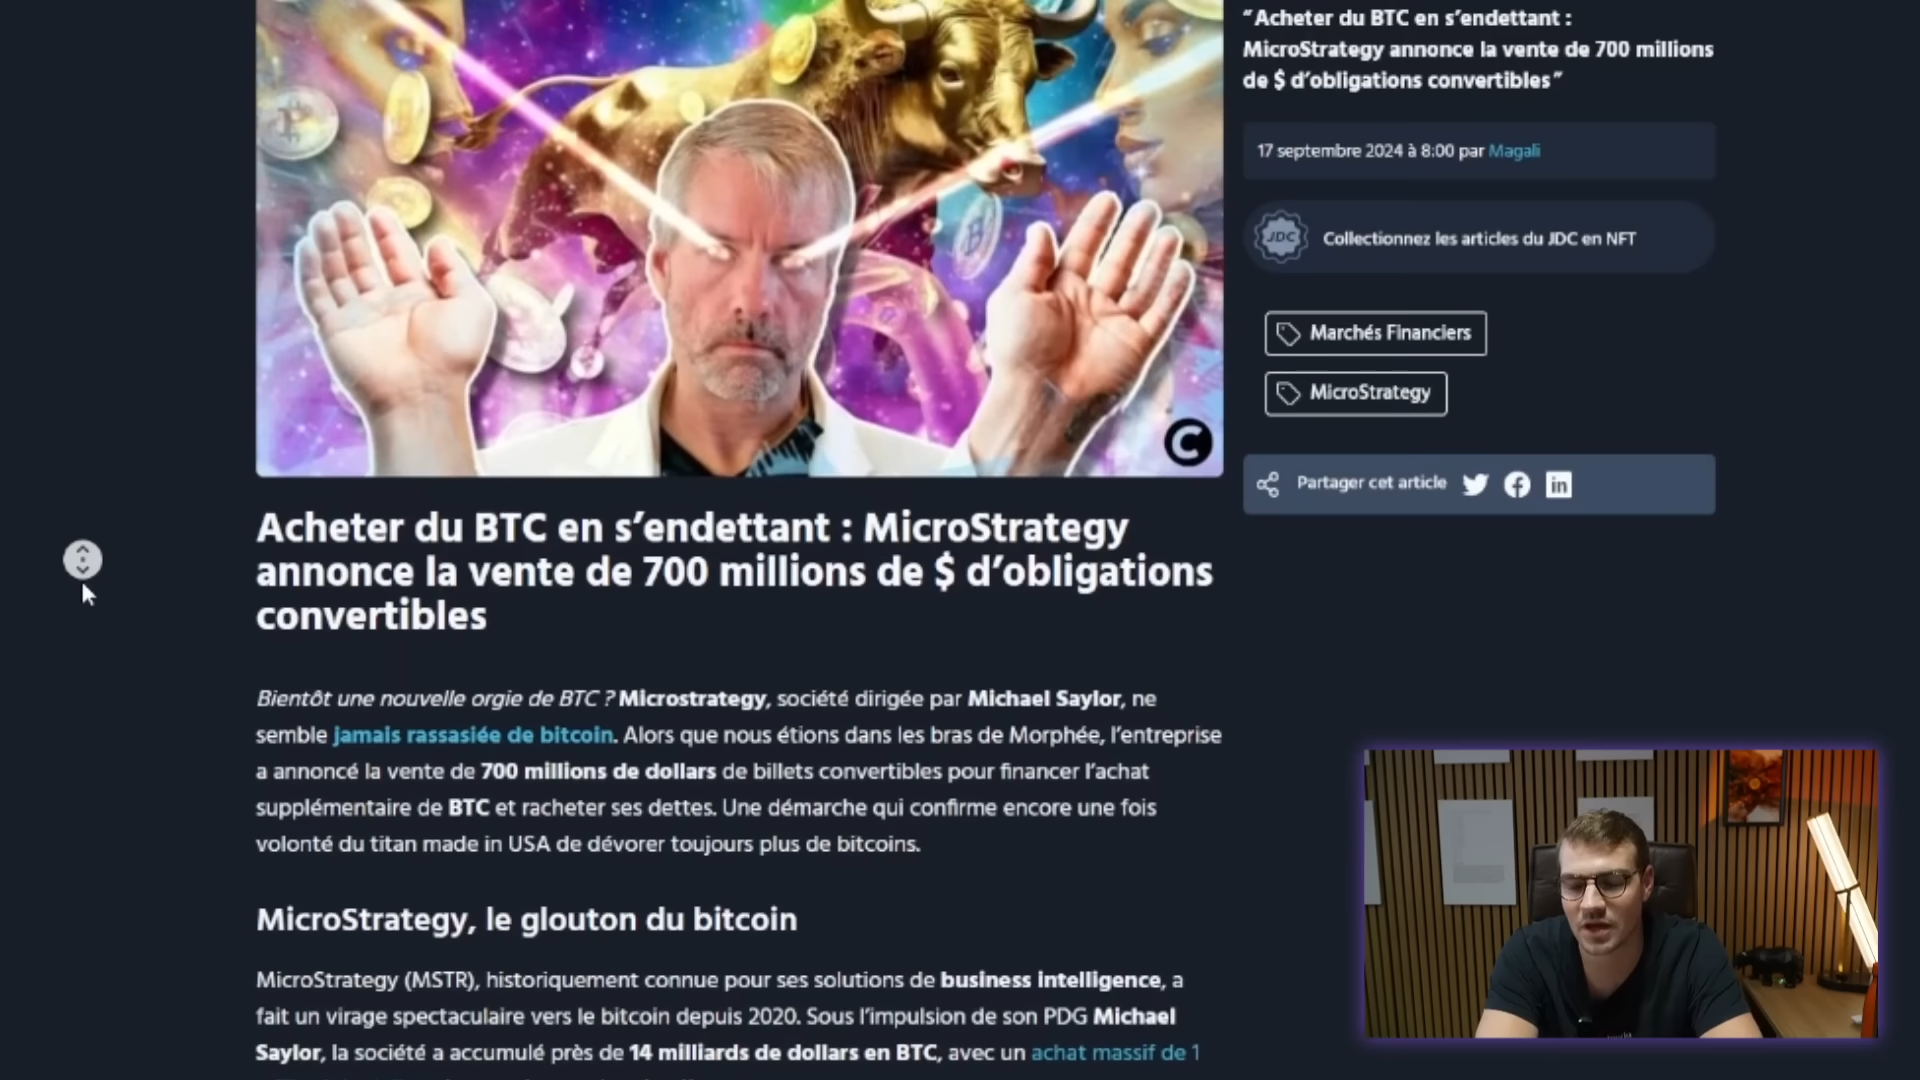 "Acheter du BTC en s'endettant :
MicroStrategy annonce la vente de 700 millions
de $ d'obligations convertibles"
17 septembre 2024 à 8:00 par Magali
JDC
Collectionnez les articles du JDC en NFT
Marchés Financiers
MicroStrategy
Partager cet article
Acheter du BTC en s'endettant : MicroStrategy
annonce la vente de 700 millions de $ d'obligations
convertibles
Bientôt une nouvelle orgie de BTC ? Microstrategy, société dirigée par Michael Saylor, ne
semble jamais rassasiée de bitcoin. Alors que nous étions dans les bras de Morphée, l'entreprise
a annoncé la vente de 700 millions de dollars de billets convertibles pour financer l'achat
supplémentaire de BTC et racheter ses dettes. Une démarche qui confirme encore une fois
volonté du titan made in USA de dévorer toujours plus de bitcoins.
MicroStrategy, le glouton du bitcoin
MicroStrategy (MSTR), historiquement connue pour ses solutions de business intelligence, a
fait un virage spectaculaire vers le bitcoin depuis 2020. Sous l'impulsion de son PDG Michael
Saylor, la société a accumulé près de 14 milliards de dollars en BTC, avec un achat massif de 1